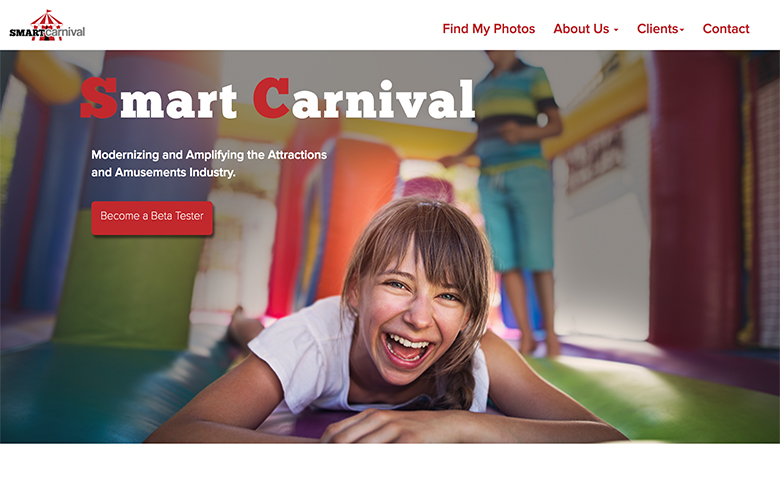 SMARTcarnival
Find My Photos About Us Clients Contact
Smart Carnival
Modernizing and Amplifying the Attractions
and Amusements Industry.
Become a Beta Tester